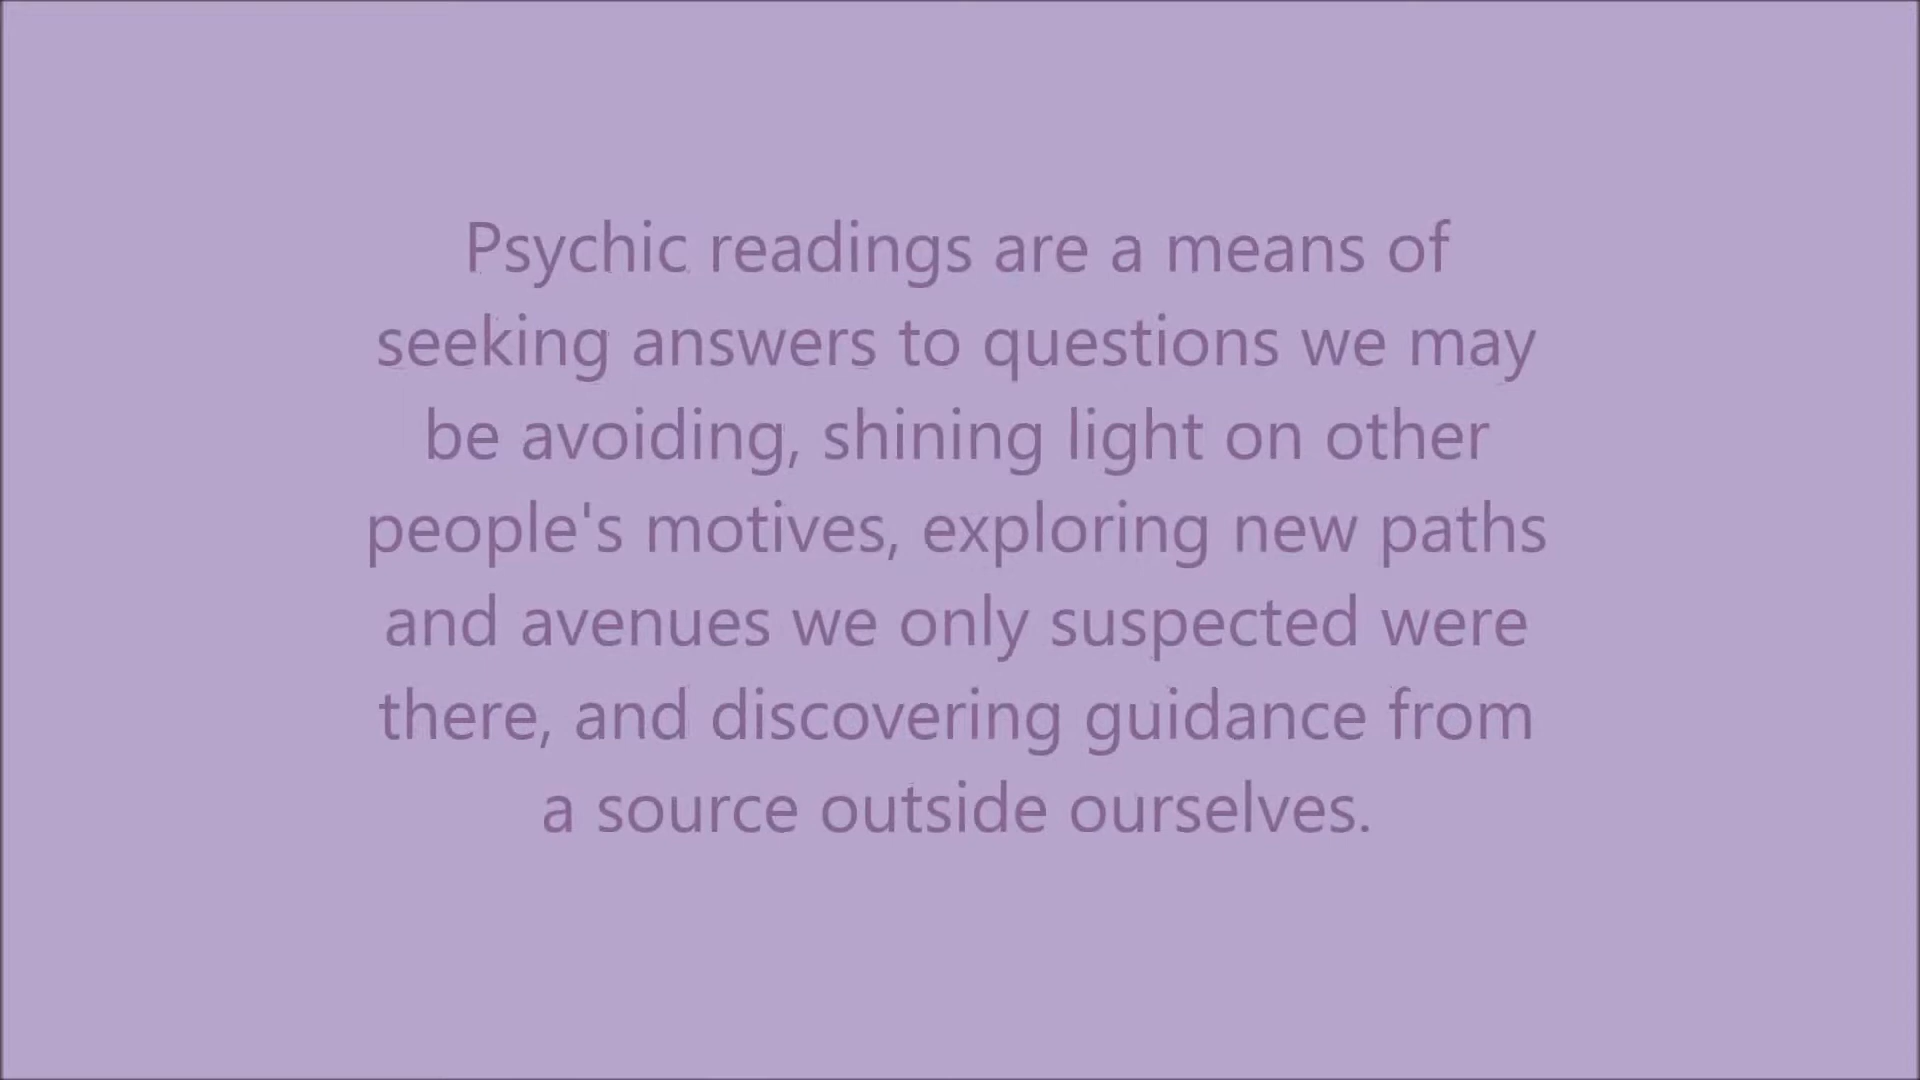 Psychic readings are a means of
seeking answers to questions we may
be avoiding, shining light on other
people's motives, exploring new paths
and avenues we only suspected were
there, and discovering guidance from
a source outside ourselves.